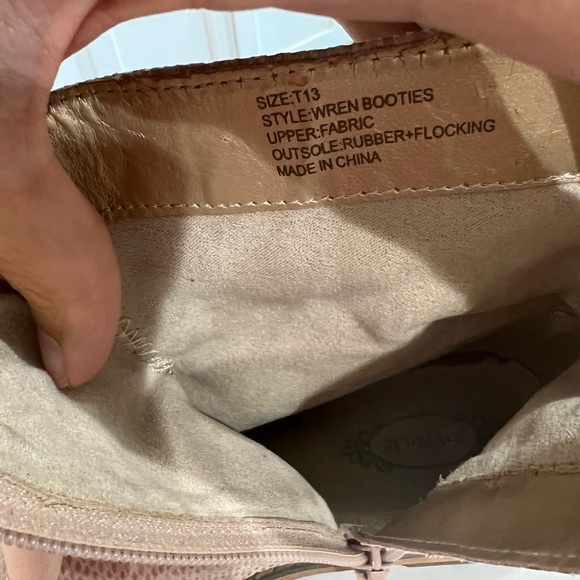 SIZE:T13
STYLE:WREN BOOTIES
UPPER:FABRIC
OUTSOLE:RUBBER+FLOCKING
MADE IN CHINA